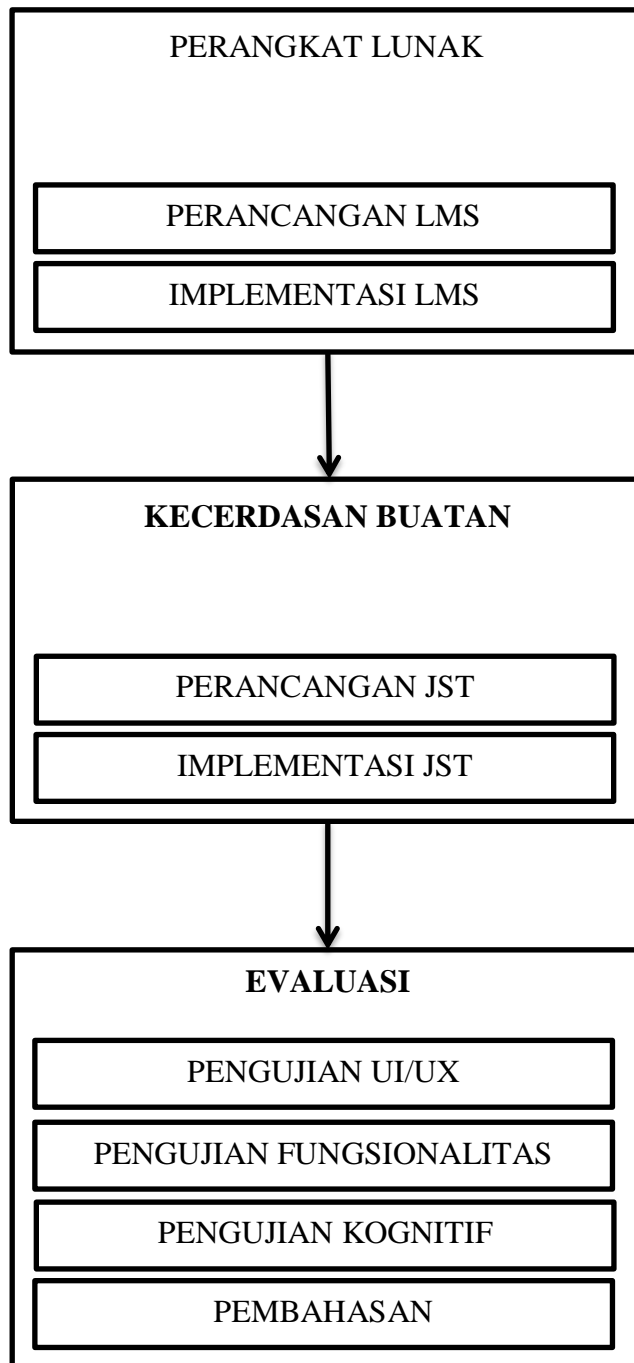 PERANGKAT LUNAK
PERANCANGAN LMS
IMPLEMENTASI LMS
KECERDASAN BUATAN
PERANCANGAN JST
IMPLEMENTASI JST
EVALUASI
PENGUJIAN UI/UX
PENGUJIAN FUNGSIONALITAS
PENGUJIAN KOGNITIF
PEMBAHASAN